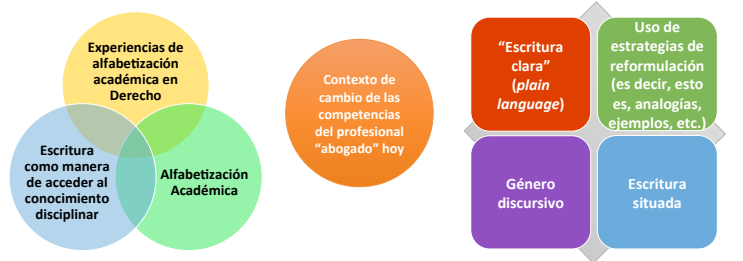 Experiencias de
alfabetización
académica en
Derecho
Escritura
como manera
de acceder al
conocimiento
disciplinar
Alfabetización
Académica
Contexto de
cambio de las
competencias
del profesional
“abogado” hoy
“Escritura
clara”
(plain
language)
Uso de
estrategias de
reformulación
(es decir, esto
es, analogías,
ejemplos, etc.)
Género
discursivo
Escritura
situada